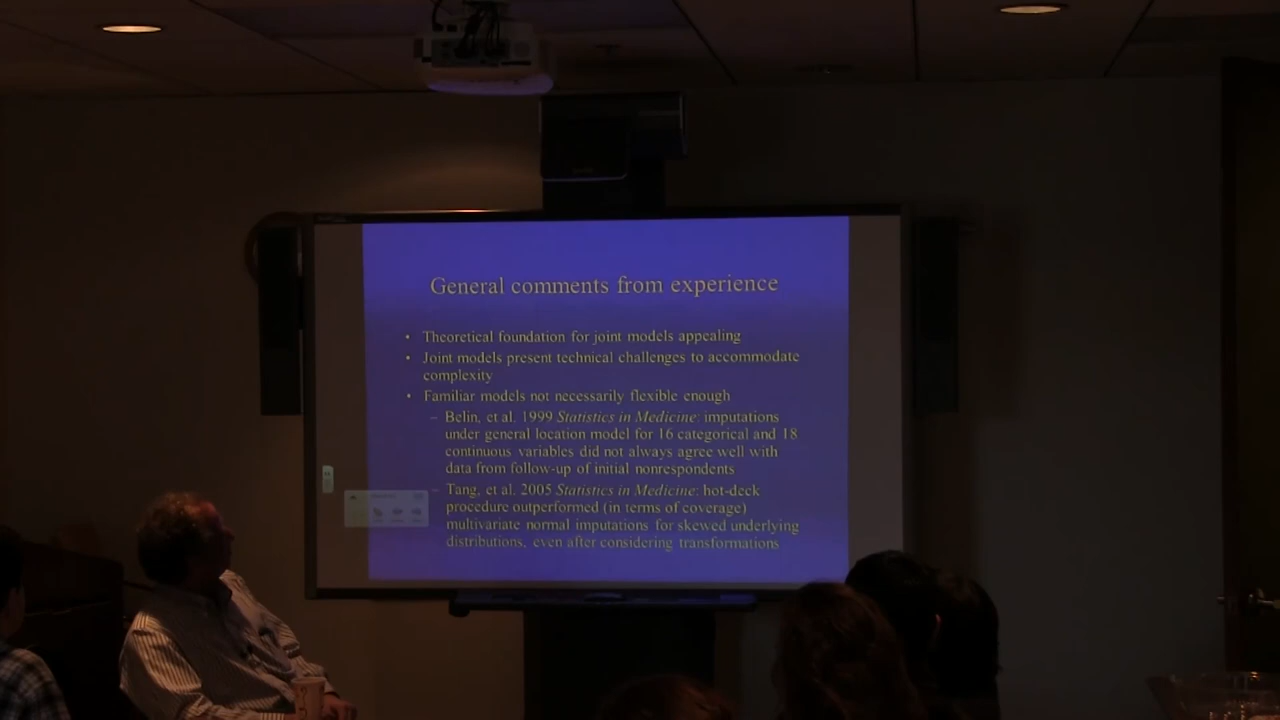 General comments from experience
• Theoretical foundation for joint models appealing
• Joint models present technical challenges to accommodate
complexity
• Familiar models not necessarily flexible enough
– Belin, et al. 1999 Statistics in Medicine: imputations
under general location model for 16 categorical and 18
continuous variables did not always agree well with
data from follow-up of initial nonrespondents
– Tang, et al. 2005 Statistics in Medicine: hot-deck
procedure outperformed (in terms of coverage)
multivariate normal imputations for skewed underlying
distributions, even after considering transformations